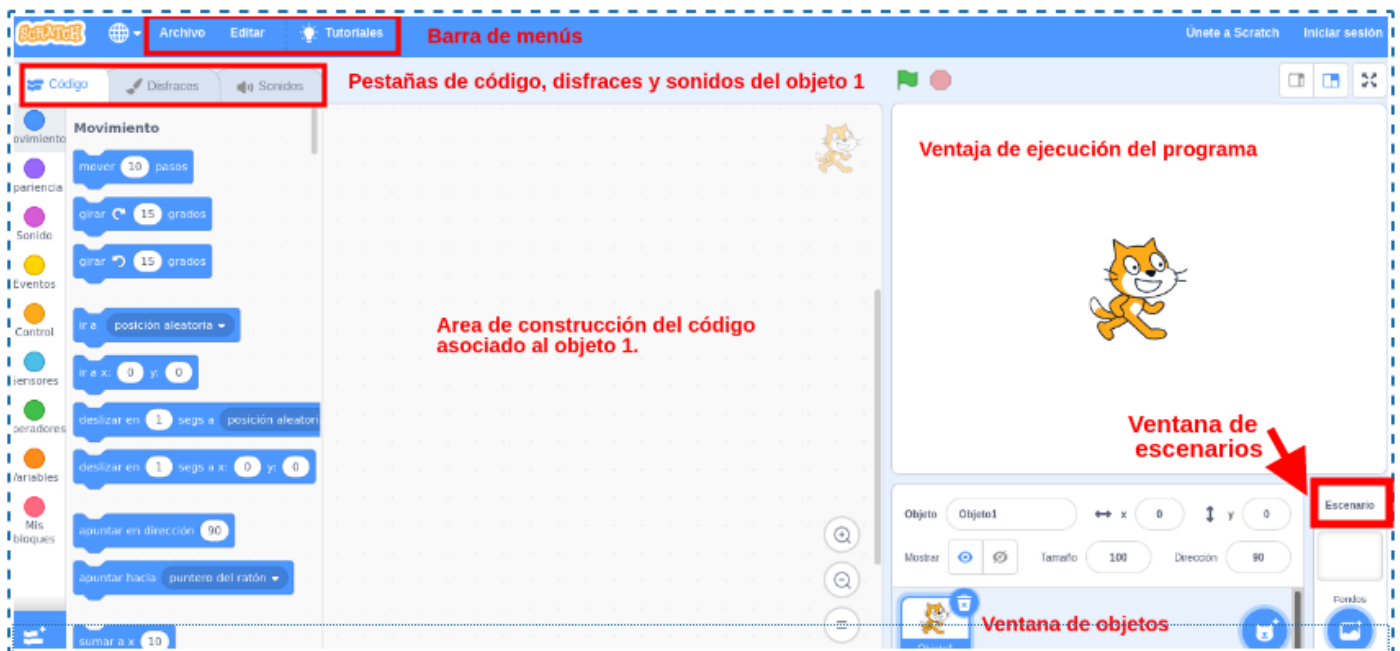 SCRATCH
Archivo Editar Tutoriales Barra de menús Únete a Scratch Iniciar sesión
Código Disfraces Sonidos Pestañas de código, disfraces y sonidos del objeto 1
ovimiento
pariencia
Sonido
Eventos
Control
Sensores
peradores
Variables
Mis
bloques
Movimiento
mover 10 pasos
girar 15 grados
girar 15 grados
ir a posición aleatoria
ir a x: 0 y: 0
deslizar en 1 segs a posición aleatori
deslizar en 1 segs a x: 0 y: 0
apuntar en dirección 90
apuntar hacia puntero del ratón
sumar a x 10
Area de construcción del código
asociado al objeto 1.
Ventaja de ejecución del programa
Ventana de
escenarios
Objeto Objeto1 x 0 y 0
Mostrar Tamaño 100 Dirección 90
Ventana de objetos
Objeto1
Escenario
Fondos